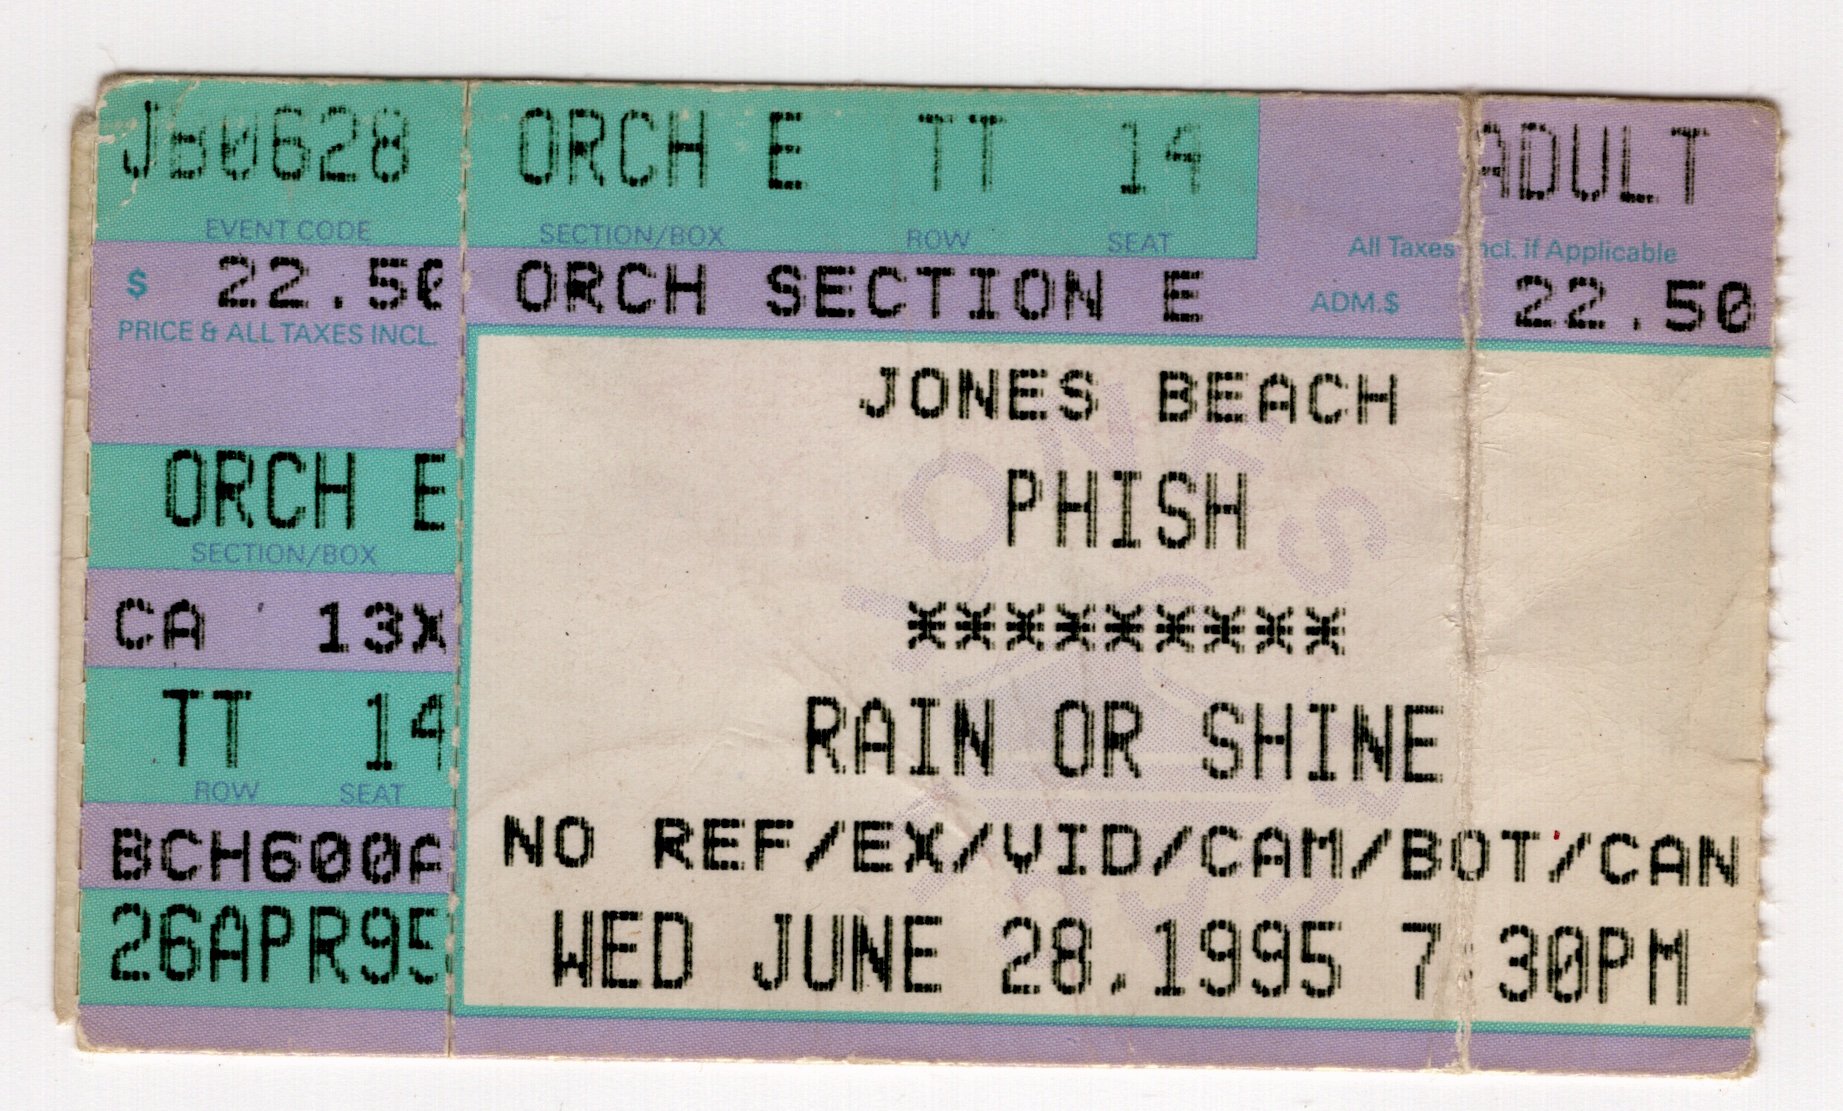 JB0628 ORCH E TT 14 ADULT
EVENT CODE SECTION/BOX ROW SEAT All Taxes Incl. if Applicable
$ 22.50 ORCH SECTION E ADM.$ 22.50
PRICE & ALL TAXES INCL.
JONES BEACH
ORCH E PHISH
SECTION/BOX
CA 13X *********
TT 14 RAIN OR SHINE
ROW SEAT
BCH600A NO REF/EX/VID/CAM/BOT/CAN
26APR95 WED JUNE 28,1995 7:30PM
JONES